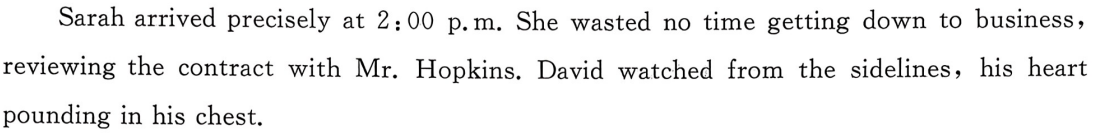 Sarah arrived precisely at 2:00 p.m. She wasted no time getting down to business,
reviewing the contract with Mr. Hopkins. David watched from the sidelines, his heart
pounding in his chest.